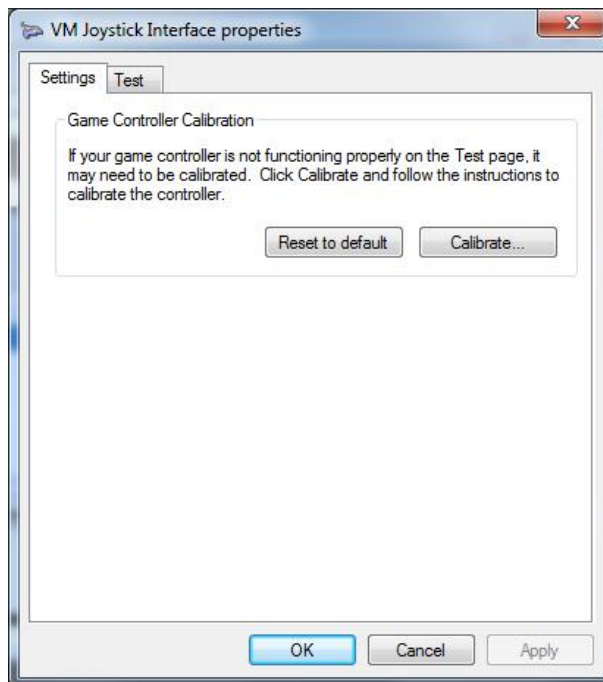 VM Joystick Interface properties
Settings
Test
Game Controller Calibration
If your game controller is not functioning properly on the Test page, it
may need to be calibrated. Click Calibrate and follow the instructions to
calibrate the controller.
Reset to default
Calibrate...
OK
Cancel
Apply